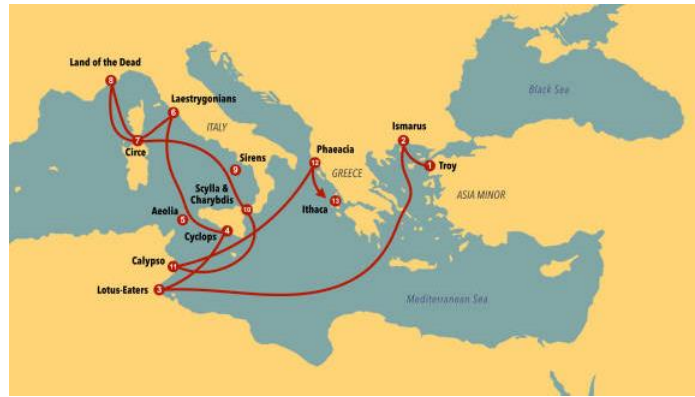 Land of the Dead
8
Laestrygonians
6
ITALY
7
Circe
Sirens
9
Scylla &
Charybdis
10
Aeolia
5
Cyclops
4
Calypso
11
Lotus-Eaters
3
Phaeacia
12
GREECE
Ithaca
13
Ismarus
2
1
Troy
ASIA MINOR
Black Sea
Mediterranean Sea